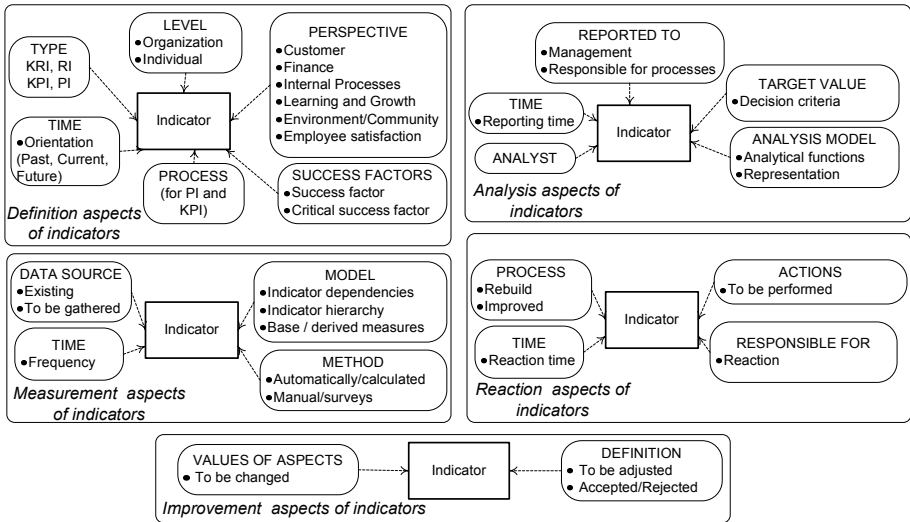 LEVEL
● Organization
● Individual
TYPE
KRI, RI
KPI, PI
PERSPECTIVE
● Customer
● Finance
● Internal Processes
● Learning and Growth
● Environment/Community
● Employee satisfaction
Indicator
TIME
● Orientation
(Past, Current,
Future)
PROCESS
(for PI and
KPI)
SUCCESS FACTORS
● Success factor
● Critical success factor
Definition aspects
of indicators
REPORTED TO
● Management
● Responsible for processes
TIME
● Reporting time
TARGET VALUE
● Decision criteria
Indicator
ANALYST
ANALYSIS MODEL
● Analytical functions
● Representation
Analysis aspects of
indicators
DATA SOURCE
● Existing
● To be gathered
MODEL
● Indicator dependencies
● Indicator hierarchy
● Base / derived measures
Indicator
TIME
● Frequency
METHOD
● Automatically/calculated
● Manual/surveys
Measurement aspects
of indicators
PROCESS
● Rebuild
● Improved
ACTIONS
● To be performed
Indicator
TIME
● Reaction time
RESPONSIBLE FOR
● Reaction
Reaction aspects of
indicators
VALUES OF ASPECTS
● To be changed
Indicator
DEFINITION
● To be adjusted
● Accepted/Rejected
Improvement aspects of indicators